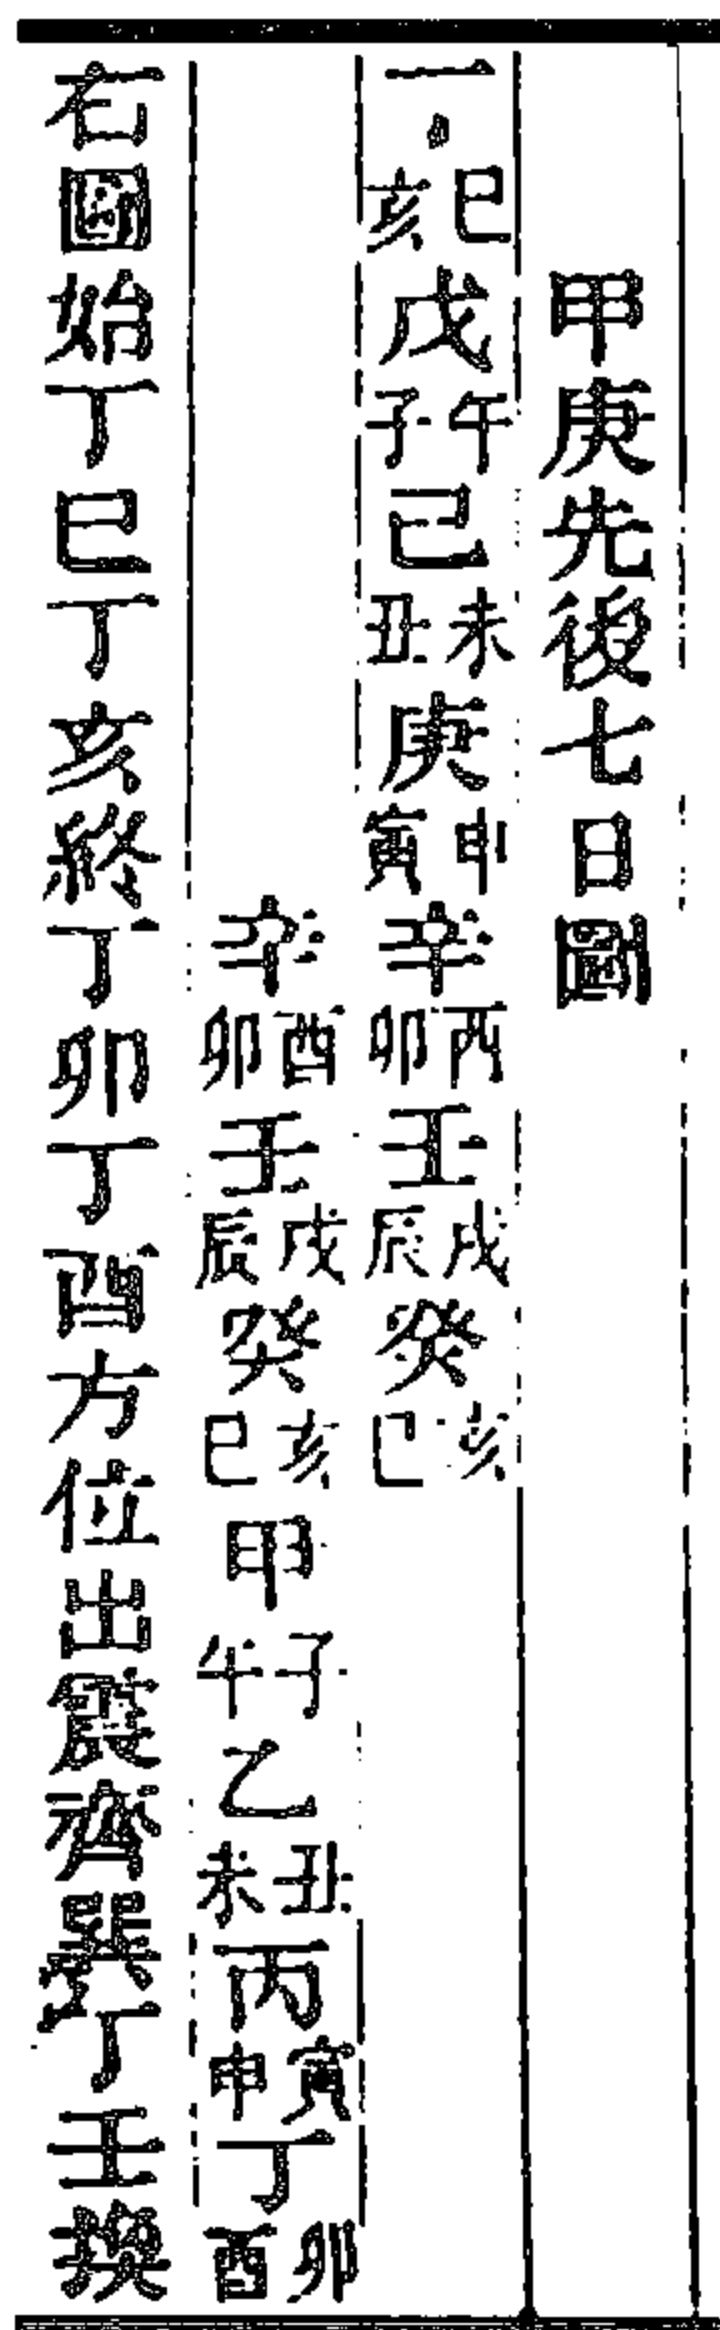 甲庚先後七日圖
丁巳亥戊午子己未丑庚申寅辛酉卯壬戌辰癸亥巳
辛酉卯壬戌辰癸亥巳甲子午乙丑未丙寅申丁卯酉
右圖始丁巳丁亥終丁卯丁酉方位出震齊巽丁壬換